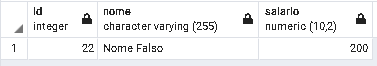 id nome salario
integer character varying (255) numeric (10,2)
1 22 Nome Falso 200